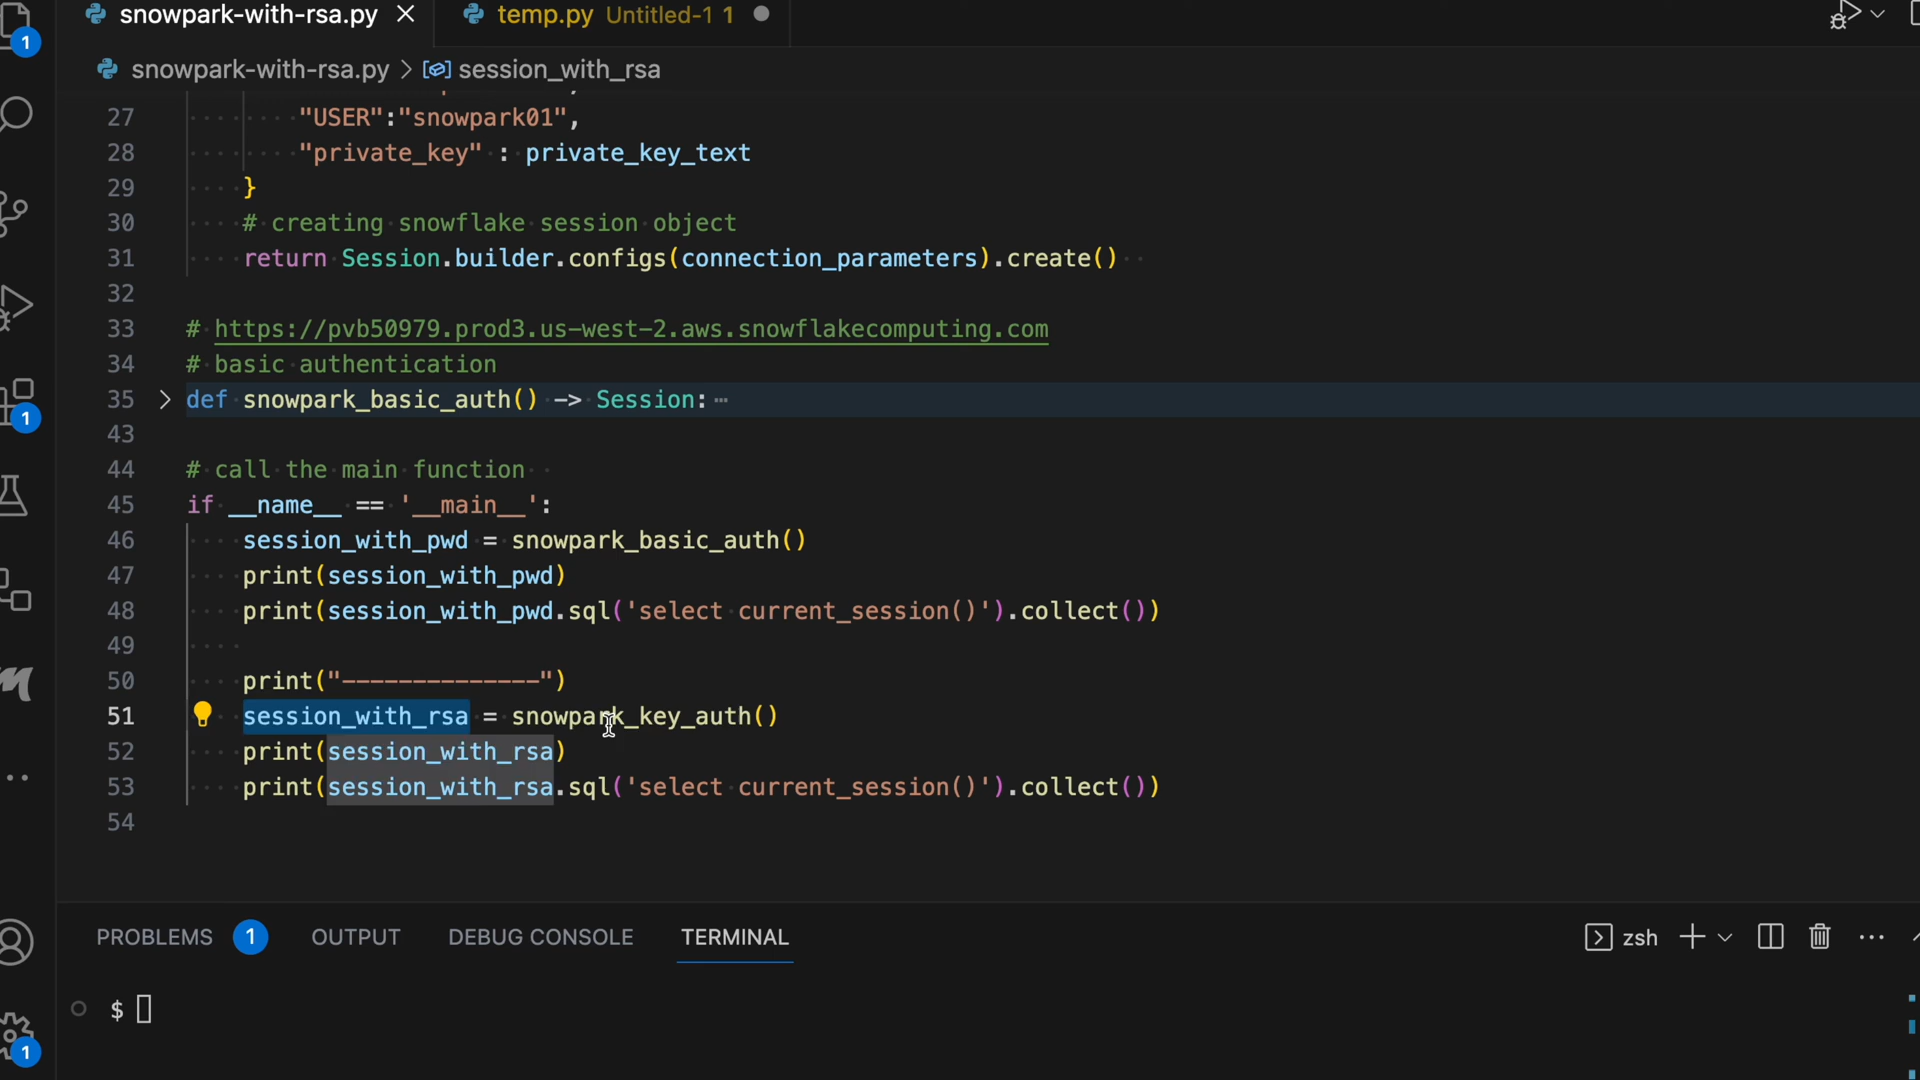 snowpark-with-rsa.py
temp.py Untitled-1 1
1
snowpark-with-rsa.py > session_with_rsa
27 "USER":"snowpark01",
28 "private_key" : private_key_text
29 }
30 # creating snowflake session object
31 return Session.builder.configs(connection_parameters).create()
32
33 # https://pvb50979.prod3.us-west-2.aws.snowflakecomputing.com
34 # basic authentication
35 def snowpark_basic_auth() -> Session:
1
43
44 # call the main function
45 if __name__ == '__main__':
46 session_with_pwd = snowpark_basic_auth()
47 print(session_with_pwd)
48 print(session_with_pwd.sql('select current_session()').collect())
49
50 print("--------------")
51 session_with_rsa = snowpark_key_auth()
52 print(session_with_rsa)
53 print(session_with_rsa.sql('select current_session()').collect())
54
PROBLEMS 1 OUTPUT DEBUG CONSOLE TERMINAL zsh
$
1